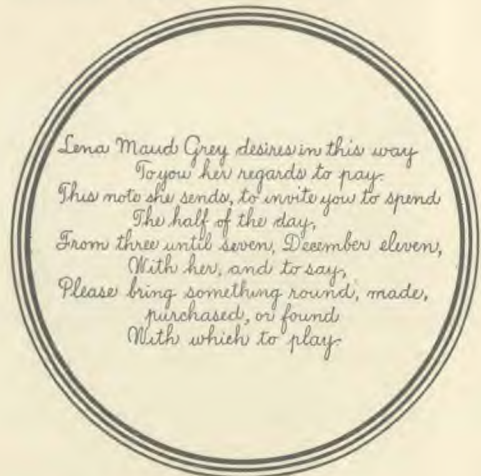 Lena Maud Grey desires in this way
To you her regards to pay.
This note she sends, to invite you to spend
The half of the day,
From three until seven, December eleven,
With her, and to say,
Please bring something round, made,
purchased, or found
With which to play.